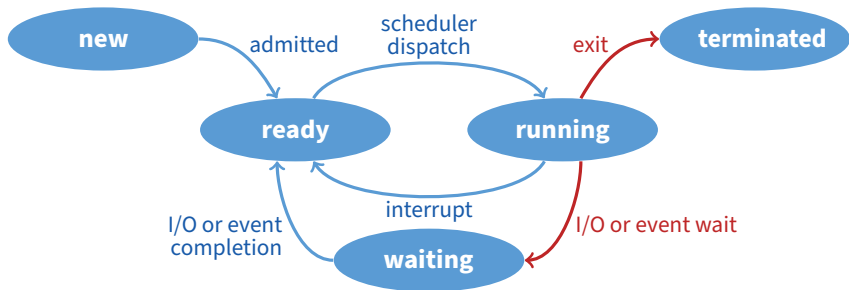 new
admitted
scheduler
dispatch
exit
terminated
ready
running
interrupt
I/O or event
completion
I/O or event wait
waiting